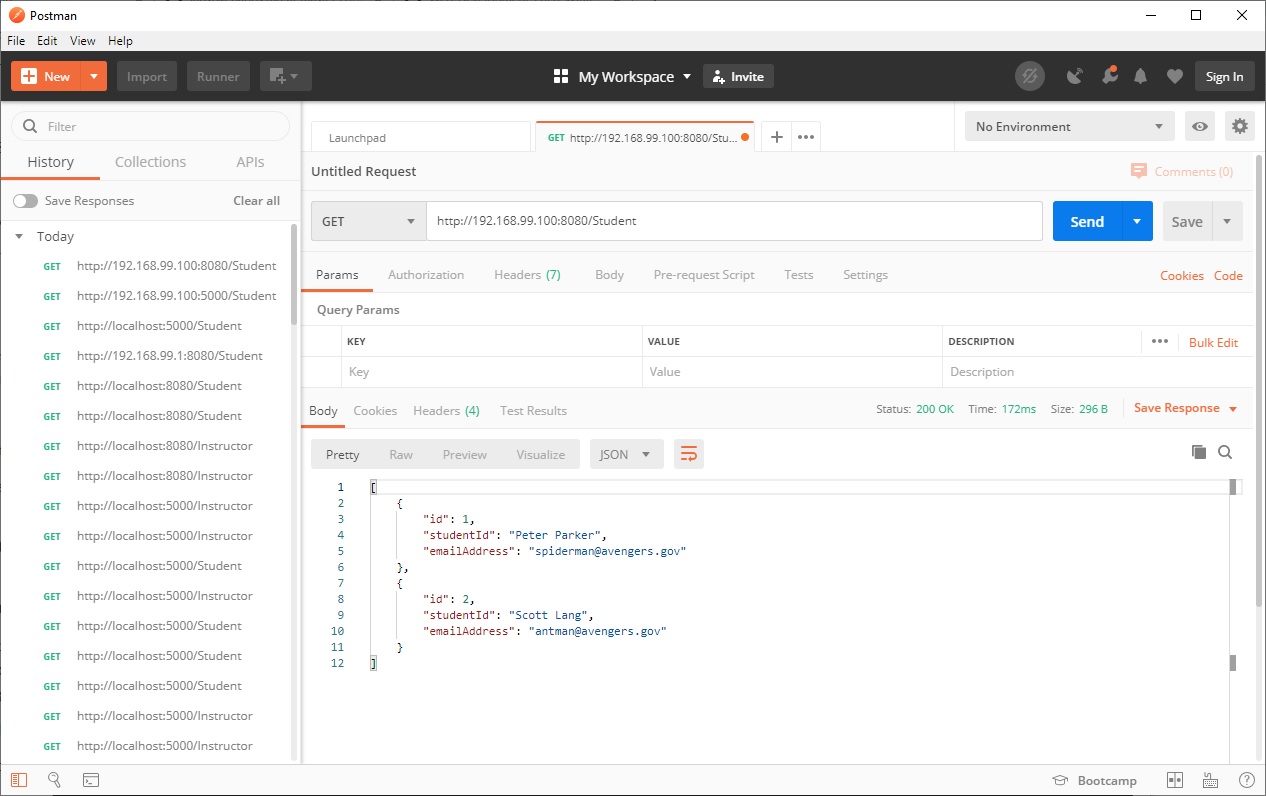 Postman
File Edit View Help
New Import Runner My Workspace Invite Sign In
Filter
History Collections APIs
Save Responses Clear all
Today
GET http://192.168.99.100:8080/Student
GET http://192.168.99.100:5000/Student
GET http://localhost:5000/Student
GET http://192.168.99.1:8080/Student
GET http://localhost:8080/Student
GET http://localhost:8080/Student
GET http://localhost:8080/Instructor
GET http://localhost:8080/Instructor
GET http://localhost:5000/Instructor
GET http://localhost:5000/Instructor
GET http://localhost:5000/Student
GET http://localhost:5000/Instructor
GET http://localhost:5000/Student
GET http://localhost:5000/Student
GET http://localhost:5000/Student
GET http://localhost:5000/Instructor
GET http://localhost:5000/Instructor
Launchpad GET http://192.168.99.100:8080/Stu... No Environment
Untitled Request Comments (0)
GET http://192.168.99.100:8080/Student Send Save
Params Authorization Headers (7) Body Pre-request Script Tests Settings Cookies Code
Query Params
KEY VALUE DESCRIPTION Bulk Edit
Key Value Description
Body Cookies Headers (4) Test Results Status: 200 OK Time: 172ms Size: 296 B Save Response
Pretty Raw Preview Visualize JSON
1 [
2 {
3 "id": 1,
4 "studentId": "Peter Parker",
5 "emailAddress": "spiderman@avengers.gov"
6 },
7 {
8 "id": 2,
9 "studentId": "Scott Lang",
10 "emailAddress": "antman@avengers.gov"
11 }
12 ]
Bootcamp